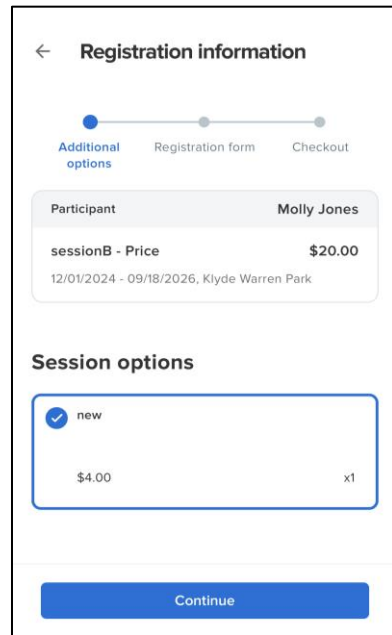 ← Registration information
Additional options
Registration form
Checkout
Participant Molly Jones
sessionB - Price $20.00
12/01/2024 - 09/18/2026, Klyde Warren Park
Session options
new
$4.00 x1
Continue